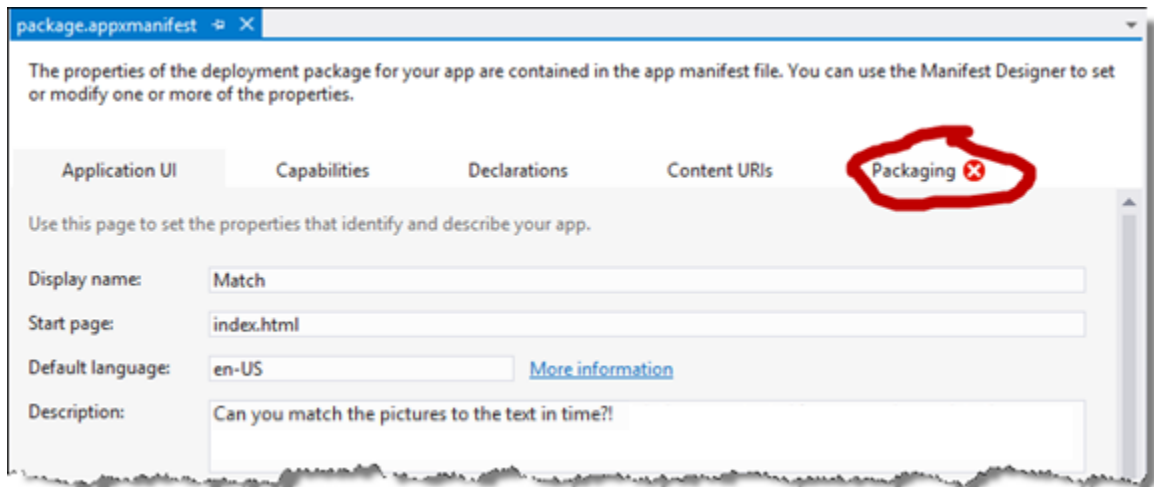 package.appxmanifest
The properties of the deployment package for your app are contained in the app manifest file. You can use the Manifest Designer to set
or modify one or more of the properties.
Application UI Capabilities Declarations Content URIs Packaging
Use this page to set the properties that identify and describe your app.
Display name: Match
Start page: index.html
Default language: en-US More information
Description: Can you match the pictures to the text in time?!